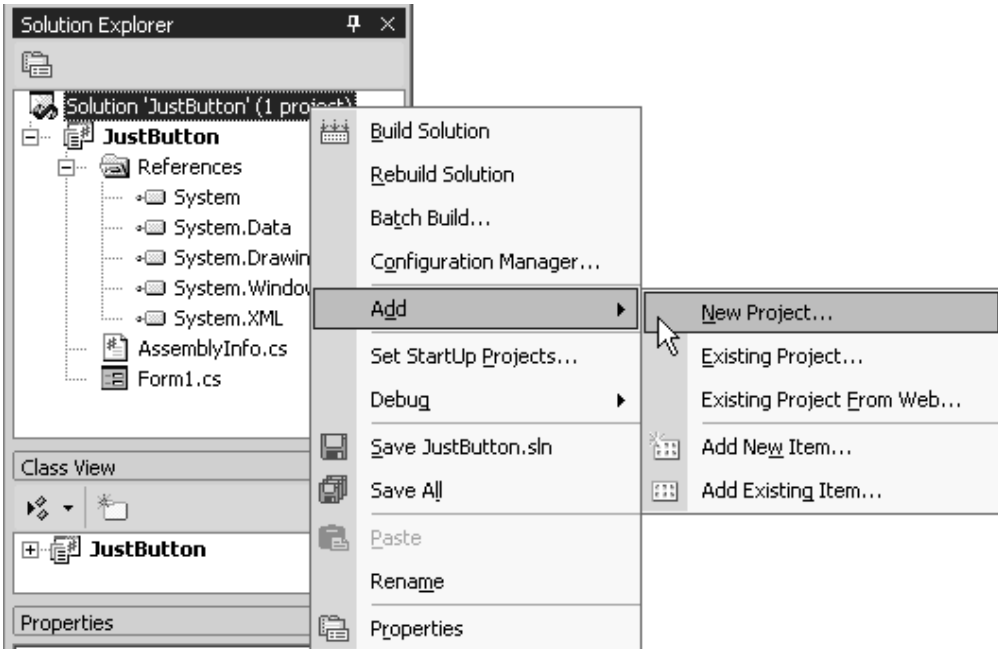 Solution Explorer
Solution 'JustButton' (1 project)
JustButton
References
System
System.Data
System.Drawin
System.Window
System.XML
AssemblyInfo.cs
Form1.cs
Class View
JustButton
Properties
Build Solution
Rebuild Solution
Batch Build...
Configuration Manager...
Add
Set StartUp Projects...
Debug
Save JustButton.sln
Save All
Paste
Rename
Properties
New Project...
Existing Project...
Existing Project From Web...
Add New Item...
Add Existing Item...